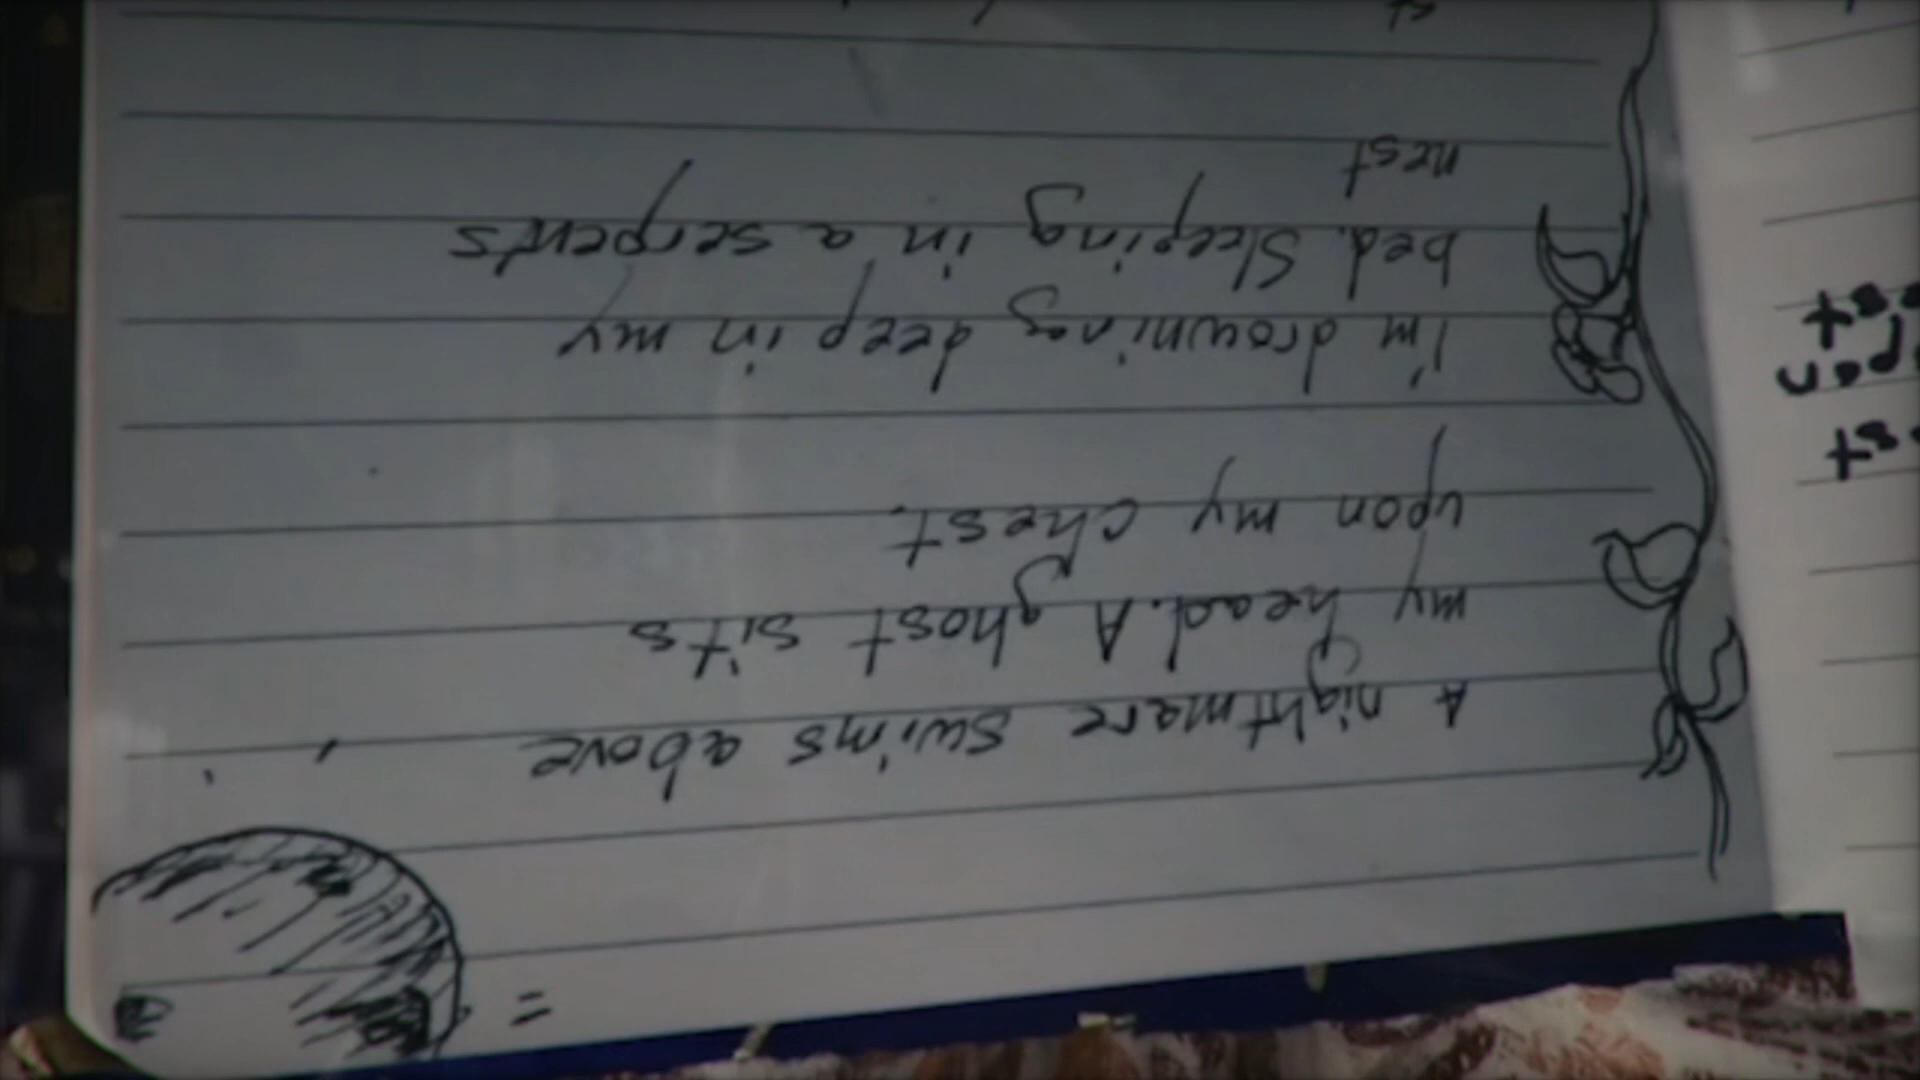 A nightmare swims above
my head. A ghost sits
upon my chest.
I'm drowning deep in my
bed. Sleeping in a serpents
nest